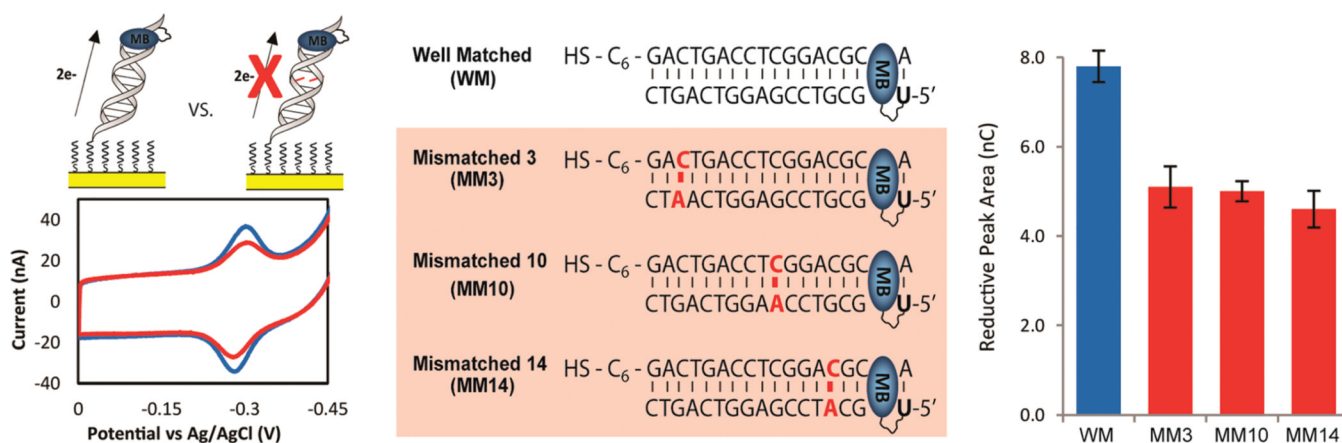 MB
2e-
VS.
MB
2e-
X
40
20
0
-20
-40
Current (nA)
0
-0.15
-0.3
-0.45
Potential vs Ag/AgCl (V)
Well Matched
(WM)
HS - C6 - GACTGACCTCGGACGC A
MB
CTGACTGGAGCCTGCG U-5′
Mismatched 3
(MM3)
HS - C6 - GACTGACCTCGGACGC A
MB
CTAACTGGAGCCTGCG U-5′
Mismatched 10
(MM10)
HS - C6 - GACTGACCTCGGACGC A
MB
CTGACTGGAACCTGCG U-5′
Mismatched 14
(MM14)
HS - C6 - GACTGACCTCGGACGC A
MB
CTGACTGGAGCCTACG U-5′
Reductive Peak Area (nC)
8.0
6.0
4.0
2.0
0.0
WM
MM3
MM10
MM14